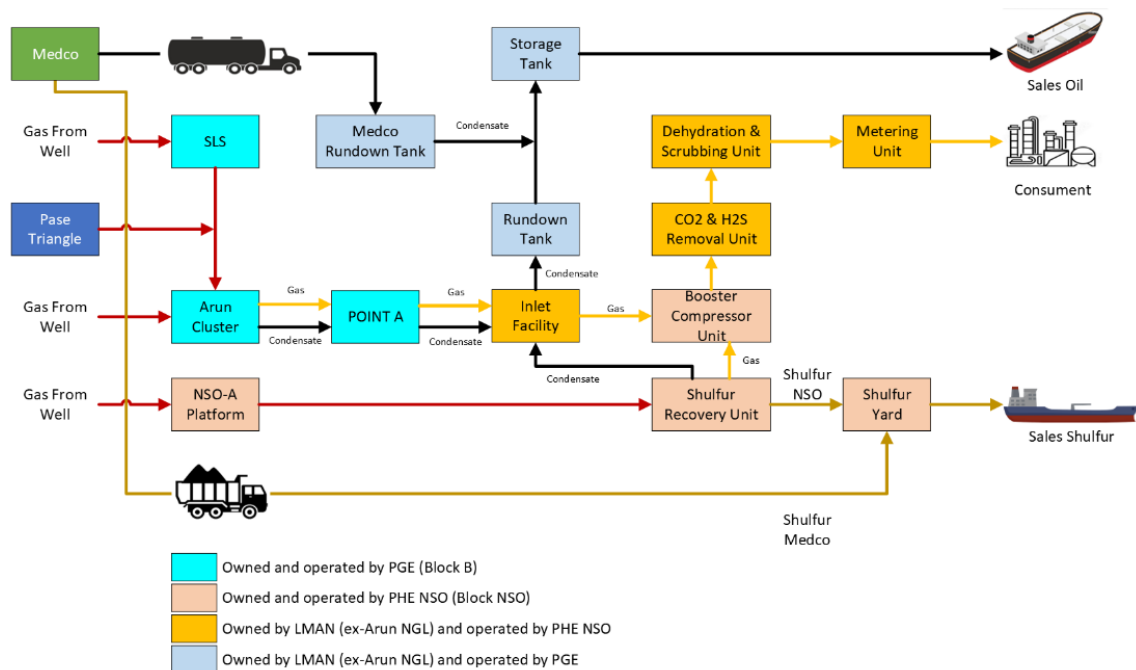 Medco
Storage
Tank
Sales Oil
Gas From
Well
SLS
Medco
Rundown Tank
Condensate
Dehydration &
Scrubbing Unit
Metering
Unit
Consument
Pase
Triangle
Rundown
Tank
CO2 & H2S
Removal Unit
Condensate
Gas From
Well
Arun
Cluster
Gas
Condensate
POINT A
Gas
Condensate
Inlet
Facility
Gas
Booster
Compressor
Unit
Gas
Condensate
Gas From
Well
NSO-A
Platform
Shulfur
Recovery Unit
Shulfur
NSO
Shulfur
Yard
Sales Shulfur
Shulfur
Medco
Owned and operated by PGE (Block B)
Owned and operated by PHE NSO (Block NSO)
Owned by LMAN (ex-Arun NGL) and operated by PHE NSO
Owned by LMAN (ex-Arun NGL) and operated by PGE